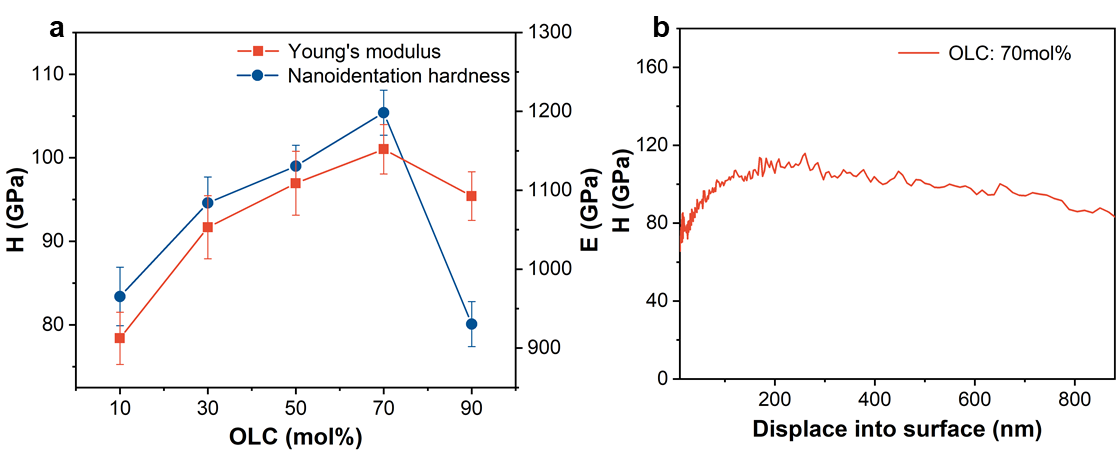 a
Young's modulus
Nanoidentation hardness
H (GPa)
110
100
90
80
1300
1200
1100
1000
900
E (GPa)
10 30 50 70 90
OLC (mol%)
b
OLC: 70mol%
H (GPa)
160
120
80
40
0
200 400 600 800
Displace into surface (nm)